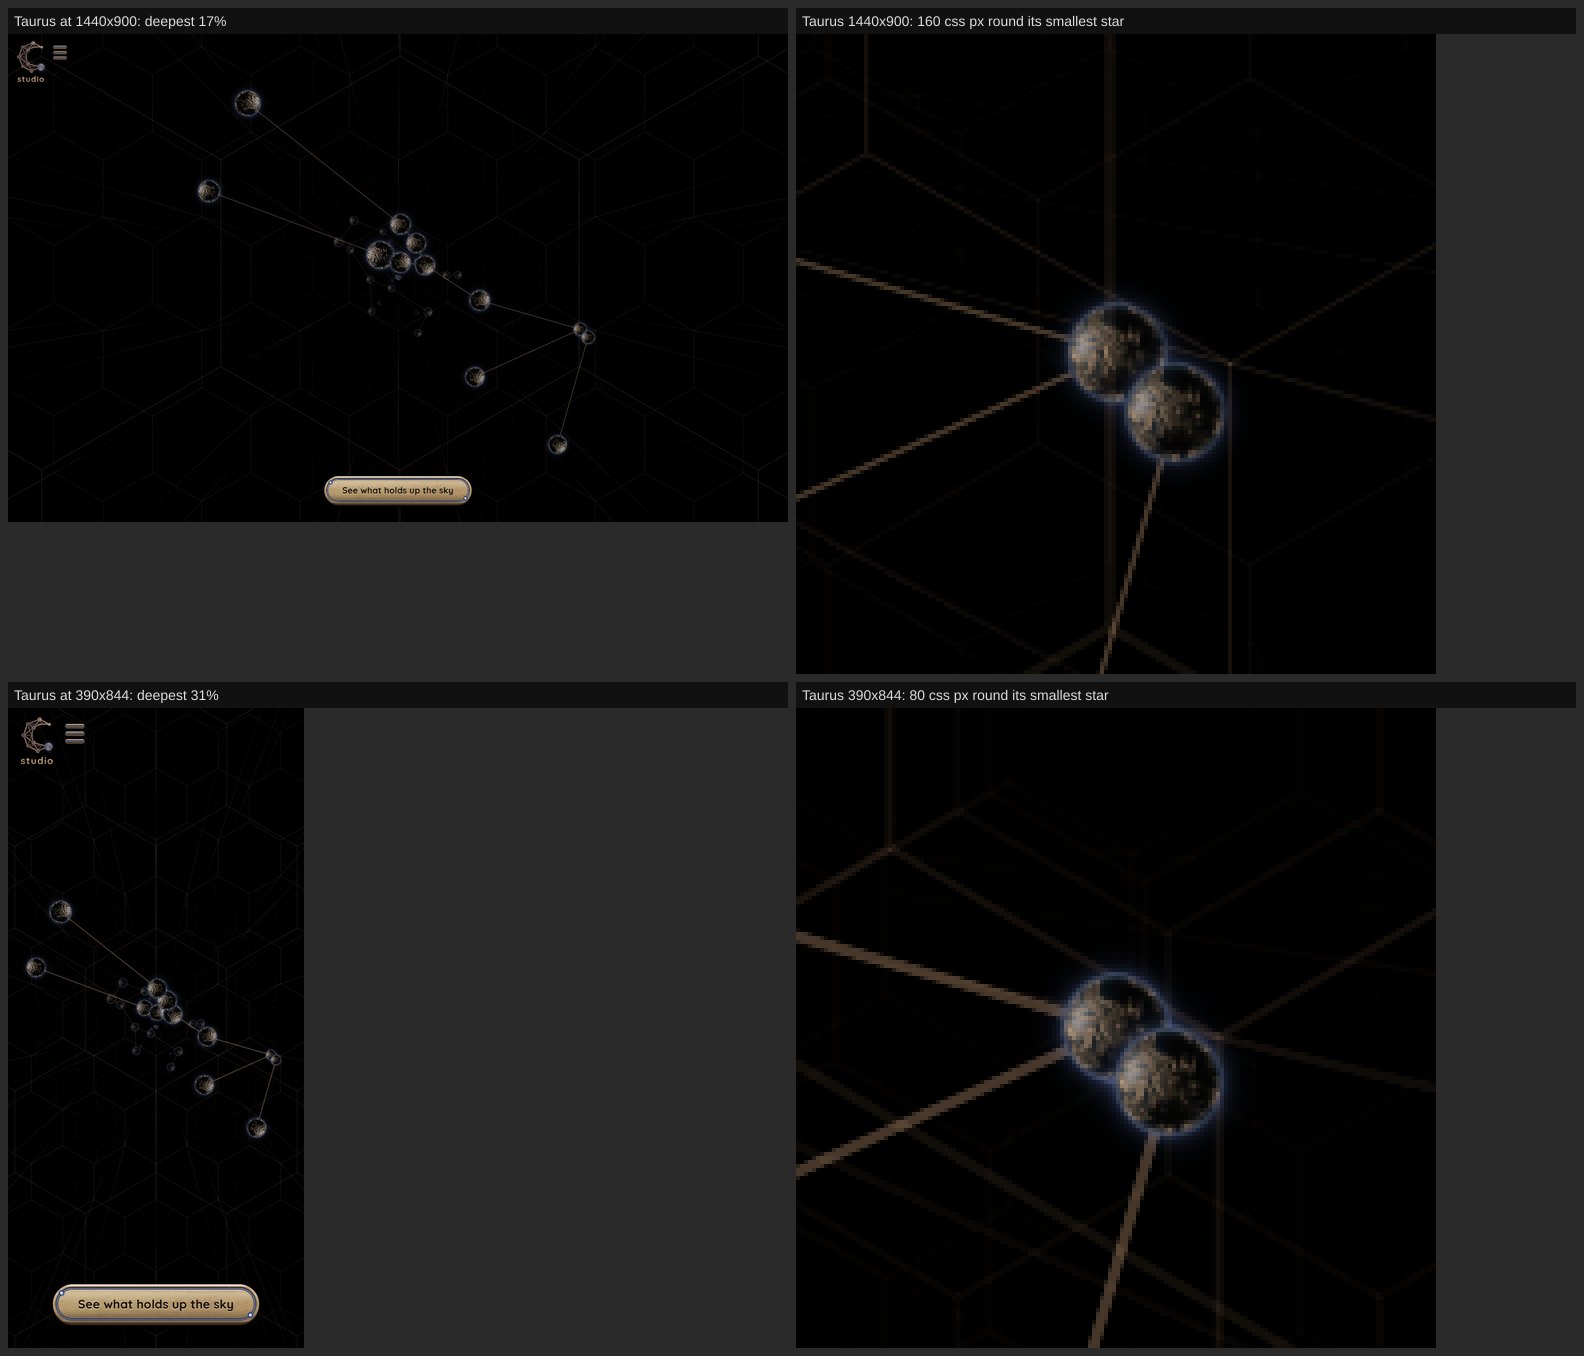 Taurus at 1440x900: deepest 17%
Taurus 1440x900: 160 css px round its smallest star
studio
See what holds up the sky
Taurus at 390x844: deepest 31%
Taurus 390x844: 80 css px round its smallest star
studio
See what holds up the sky